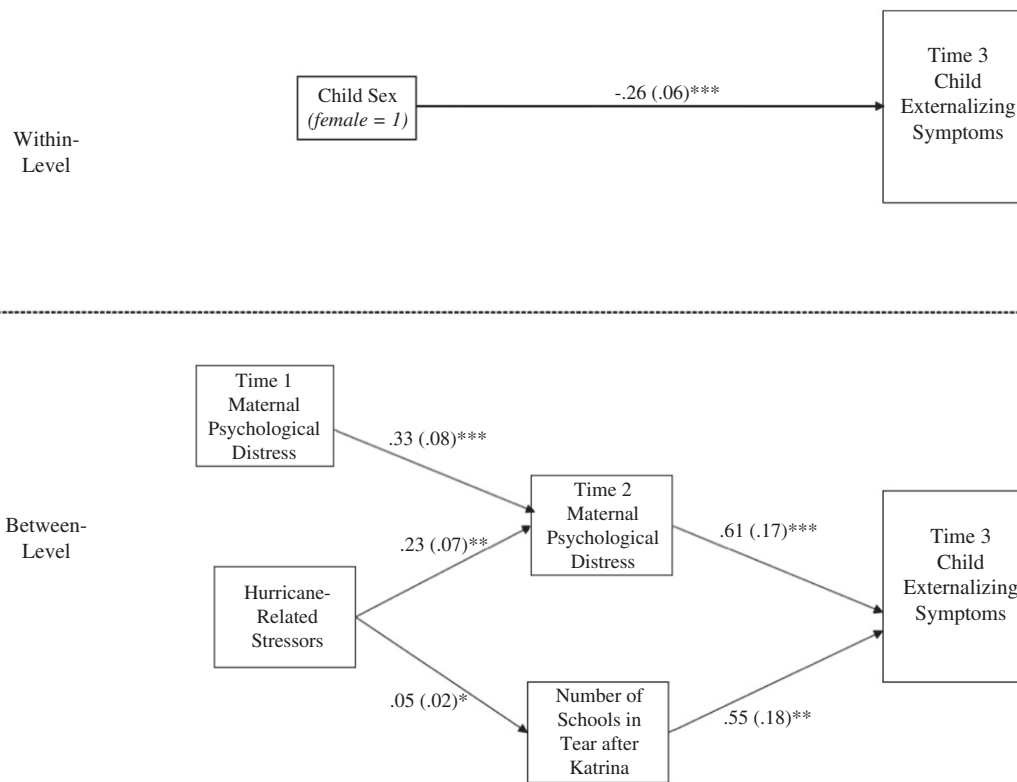 Within-
Level
Child Sex
(female = 1)
-.26 (.06)***
Time 3
Child
Externalizing
Symptoms
Between-
Level
Time 1
Maternal
Psychological
Distress
.33 (.08)***
Hurricane-
Related
Stressors
.23 (.07)**
.05 (.02)*
Time 2
Maternal
Psychological
Distress
Number of
Schools in
Tear after
Katrina
.61 (.17)***
.55 (.18)**
Time 3
Child
Externalizing
Symptoms